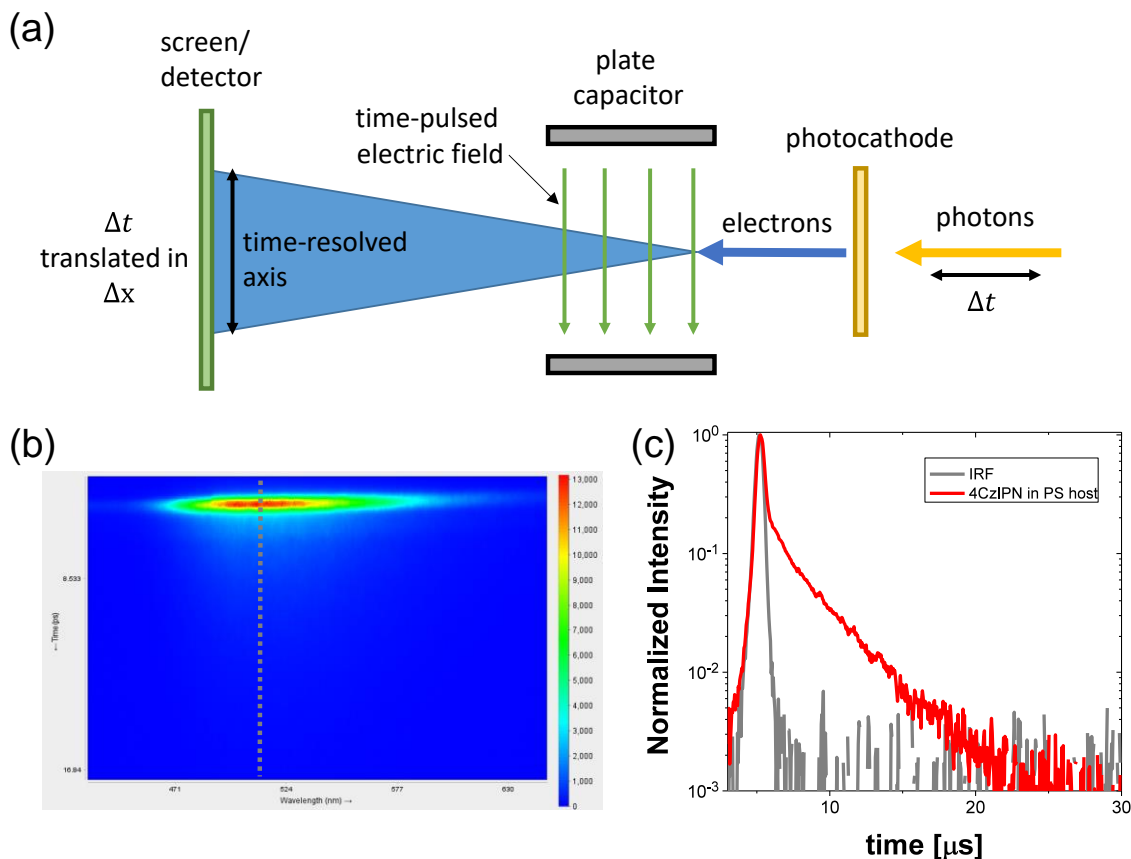 (a)
screen/
detector
plate
capacitor
time-pulsed
electric field
photocathode
electrons
photons
Δt
translated in
Δx
time-resolved
axis
Δt
(b)
13,000
12,000
11,000
10,000
9,000
8,000
7,000
6,000
5,000
4,000
3,000
2,000
1,000
0
← Time (ps)
8.533
16.94
471
524
577
630
Wavelength (nm) →
(c)
Normalized Intensity
10⁰
10⁻¹
10⁻²
10⁻³
IRF
4CzIPN in PS host
10
20
30
time [μs]